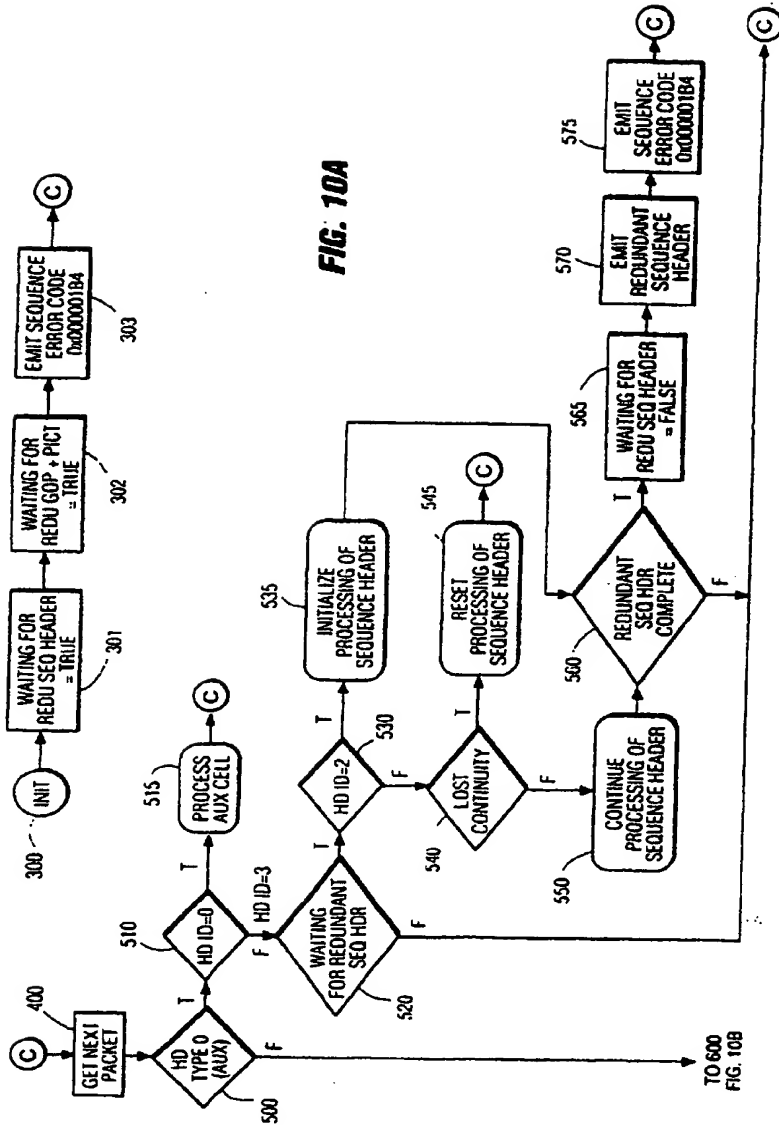 300
INIT
WAITING FOR
REDU SEQ HEADER
= TRUE
301
WAITING FOR
REDU GOP + PICT
= TRUE
302
EMIT SEQUENCE
ERROR CODE
0x000001B4
303
C
FIG. 10A
C
400
GET NEXT
PACKET
HD
TYPE 0
(AUX)
500
T
F
TO 600
FIG. 10B
510
HD ID=0
T
F
HD ID=3
515
PROCESS
AUX CELL
C
WAITING
FOR REDUNDANT
SEQ HDR
520
T
F
HD ID=2
530
T
F
535
INITIALIZE
PROCESSING OF
SEQUENCE HEADER
LOST
CONTINUITY
540
T
F
545
RESET
PROCESSING OF
SEQUENCE HEADER
C
550
CONTINUE
PROCESSING OF
SEQUENCE HEADER
560
REDUNDANT
SEQ HDR
COMPLETE
T
F
WAITING FOR
REDU SEQ HEADER
= FALSE
565
EMIT
REDUNDANT
SEQUENCE
HEADER
570
EMIT
SEQUENCE
ERROR CODE
0x000001B4
575
C
C